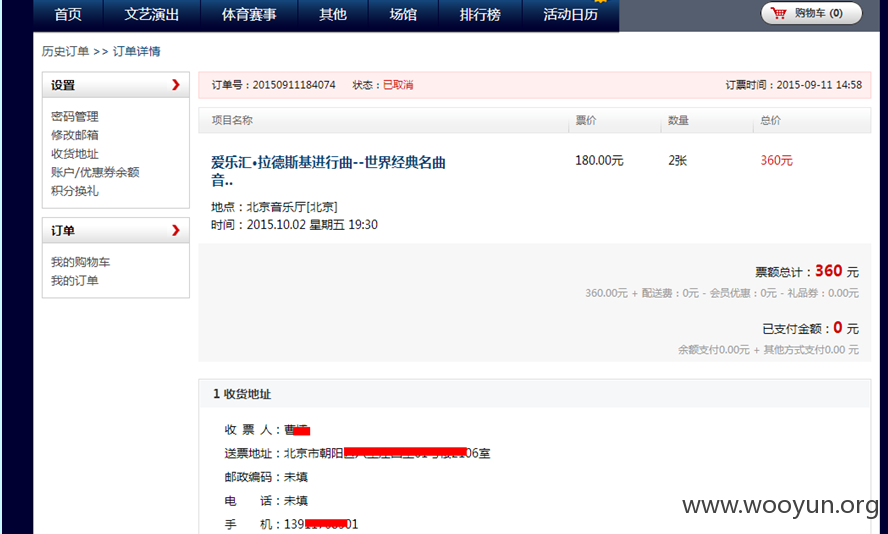 首页 文艺演出 体育赛事 其他 场馆 排行榜 活动日历 购物车 (0)
历史订单 >> 订单详情
设置
密码管理
修改邮箱
收货地址
账户/优惠券余额
积分换礼
订单
我的购物车
我的订单
订单号：20150911184074 状态：已取消 订票时间：2015-09-11 14:58
项目名称 票价 数量 总价
爱乐汇•拉德斯基进行曲--世界经典名曲 180.00元 2张 360元
音..
地点：北京音乐厅[北京]
时间：2015.10.02 星期五 19:30
票额总计：360 元
360.00元 + 配送费：0元 - 会员优惠：0元 - 礼品券：0.00元
已支付金额：0 元
余额支付0.00元 + 其他方式支付0.00 元
1 收货地址
收 票 人：曹
送票地址：北京市朝阳 106室
邮政编码：未填
电 话：未填
手 机：139 01
www.wooyun.org